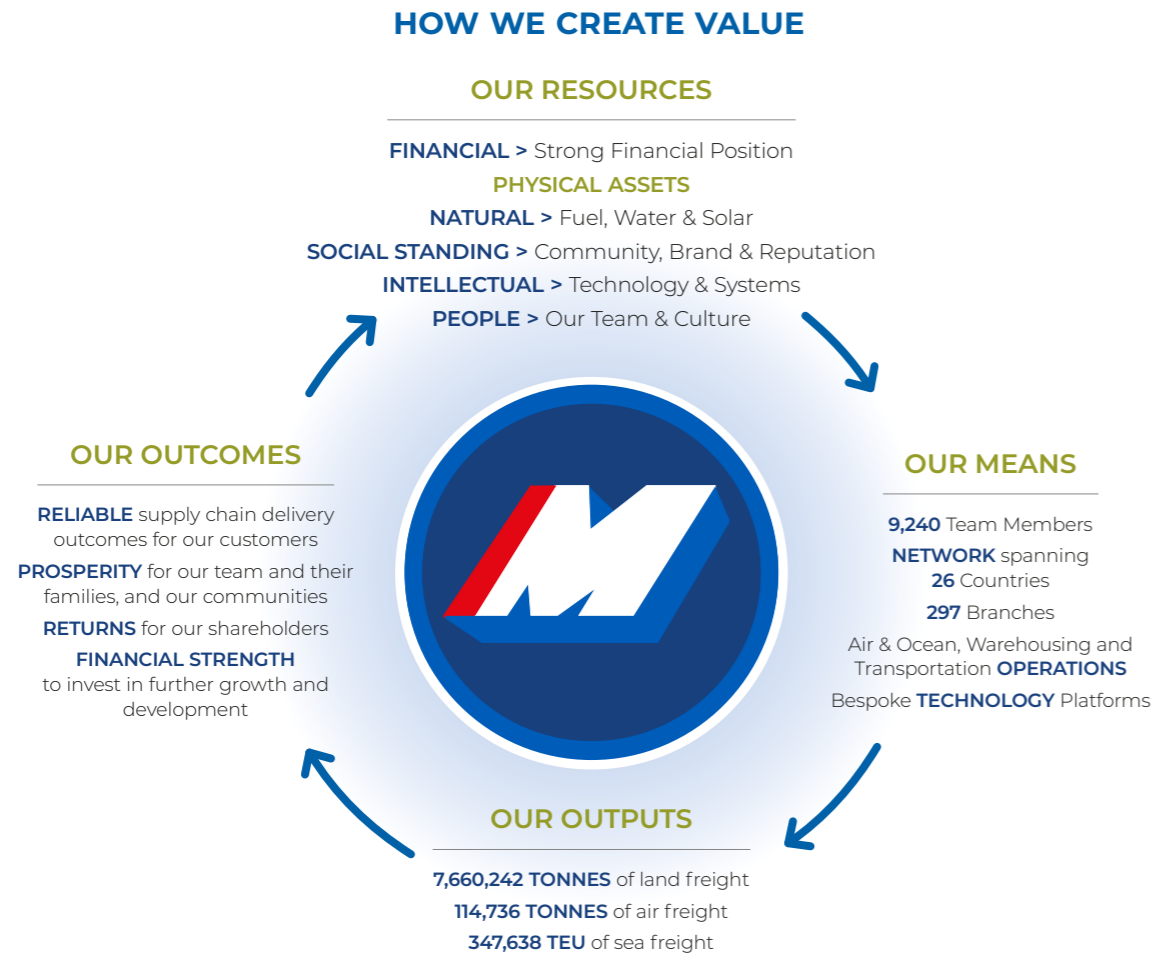 HOW WE CREATE VALUE
OUR RESOURCES
FINANCIAL > Strong Financial Position
PHYSICAL ASSETS
NATURAL > Fuel, Water & Solar
SOCIAL STANDING > Community, Brand & Reputation
INTELLECTUAL > Technology & Systems
PEOPLE > Our Team & Culture
OUR MEANS
9,240 Team Members
NETWORK spanning
26 Countries
297 Branches
Air & Ocean, Warehousing and
Transportation OPERATIONS
Bespoke TECHNOLOGY Platforms
OUR OUTPUTS
7,660,242 TONNES of land freight
114,736 TONNES of air freight
347,638 TEU of sea freight
OUR OUTCOMES
RELIABLE supply chain delivery
outcomes for our customers
PROSPERITY for our team and their
families, and our communities
RETURNS for our shareholders
FINANCIAL STRENGTH
to invest in further growth and
development
M